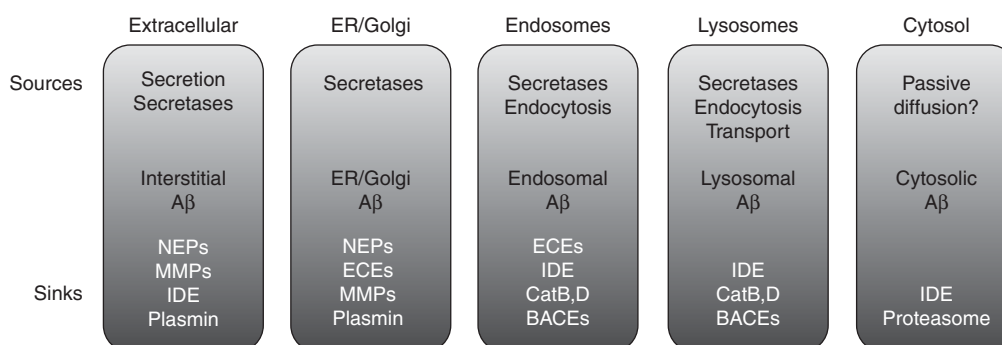 Extracellular ER/Golgi Endosomes Lysosomes Cytosol
Sources
Secretion
Secretases
Secretases
Secretases
Endocytosis
Secretases
Endocytosis
Transport
Passive
diffusion?
Interstitial
Aβ
ER/Golgi
Aβ
Endosomal
Aβ
Lysosomal
Aβ
Cytosolic
Aβ
Sinks
NEPs
MMPs
IDE
Plasmin
NEPs
ECEs
MMPs
Plasmin
ECEs
IDE
CatB,D
BACEs
IDE
CatB,D
BACEs
IDE
Proteasome